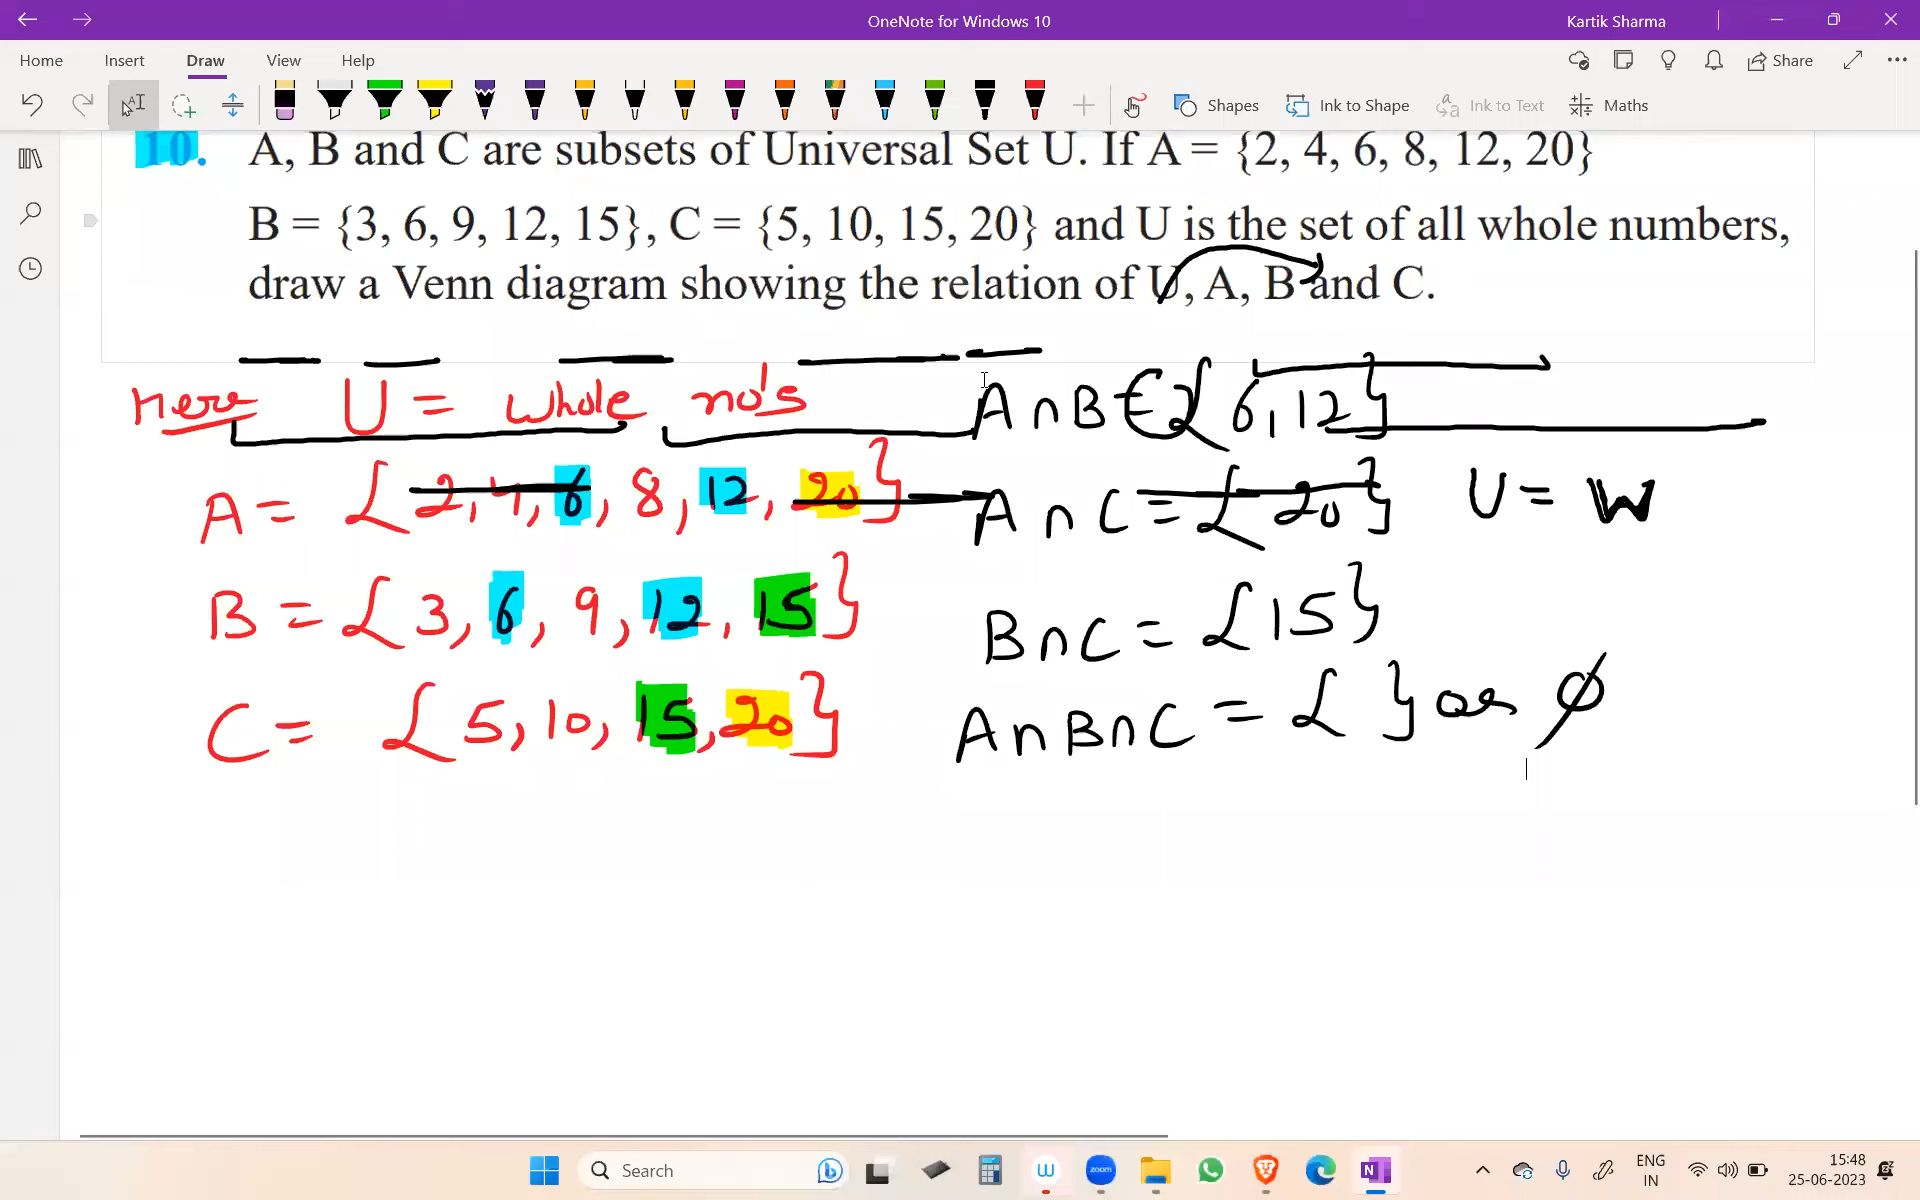 OneNote for Windows 10
Kartik Sharma
Home Insert Draw View Help
Share
Shapes Ink to Shape Ink to Text Maths
10. A, B and C are subsets of Universal Set U. If A = {2, 4, 6, 8, 12, 20}
B = {3, 6, 9, 12, 15}, C = {5, 10, 15, 20} and U is the set of all whole numbers,
draw a Venn diagram showing the relation of U, A, B and C.
Here U = whole no's
A = {2, 4, 6, 8, 12, 20}
B = {3, 6, 9, 12, 15}
C = {5, 10, 15, 20}
A ∩ B = {6, 12}
A ∩ C = {20}
U = W
B ∩ C = {15}
A ∩ B ∩ C = { } or ϕ
Search
zoom
ENG
IN
15:48
25-06-2023